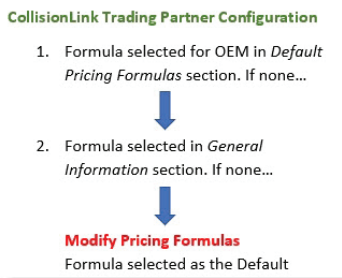 CollisionLink Trading Partner Configuration
1. Formula selected for OEM in Default
Pricing Formulas section. If none...
2. Formula selected in General
Information section. If none...
Modify Pricing Formulas
Formula selected as the Default